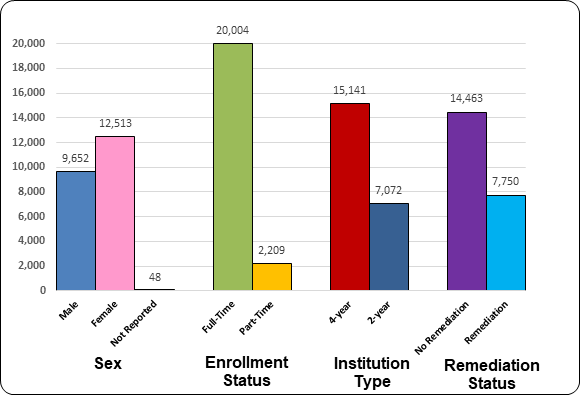 20,004
20,000
18,000
16,000
15,141
14,463
14,000
12,513
12,000
10,000
9,652
8,000
7,750
7,072
6,000
4,000
2,209
2,000
48
0
Male
Female
Not Reported
Full-Time
Part-Time
4-year
2-year
No Remediation
Remediation
Sex
Enrollment
Status
Institution
Type
Remediation
Status